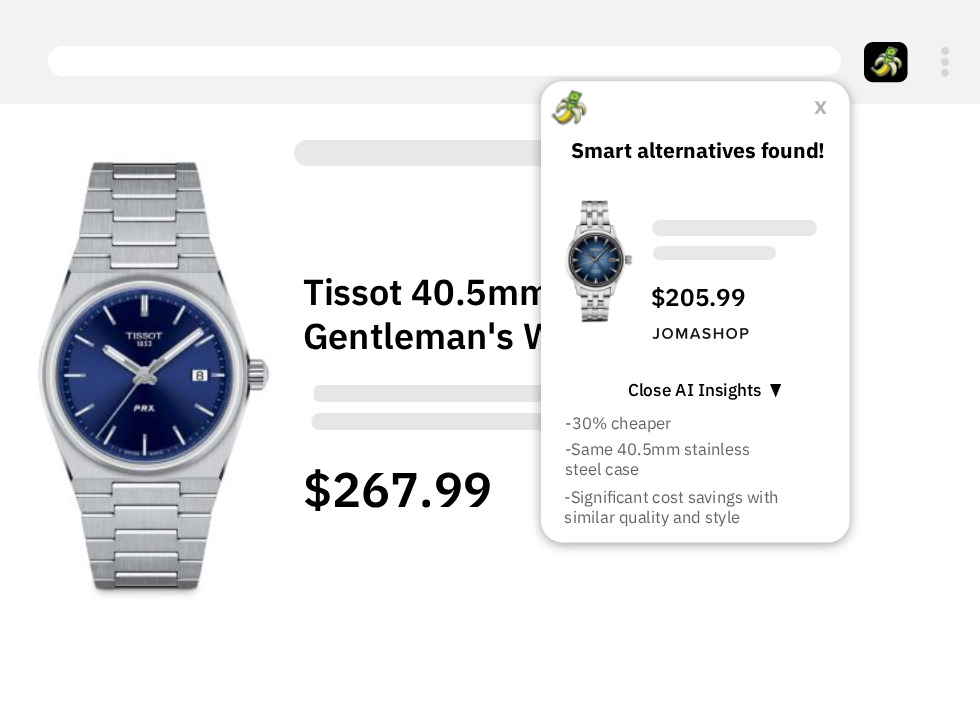 X
Smart alternatives found!
Tissot 40.5mm
Gentleman's
$267.99
TISSOT
1853
8
PRX
$205.99
JOMASHOP
Close AI Insights ▼
-30% cheaper
-Same 40.5mm stainless
steel case
-Significant cost savings with
similar quality and style